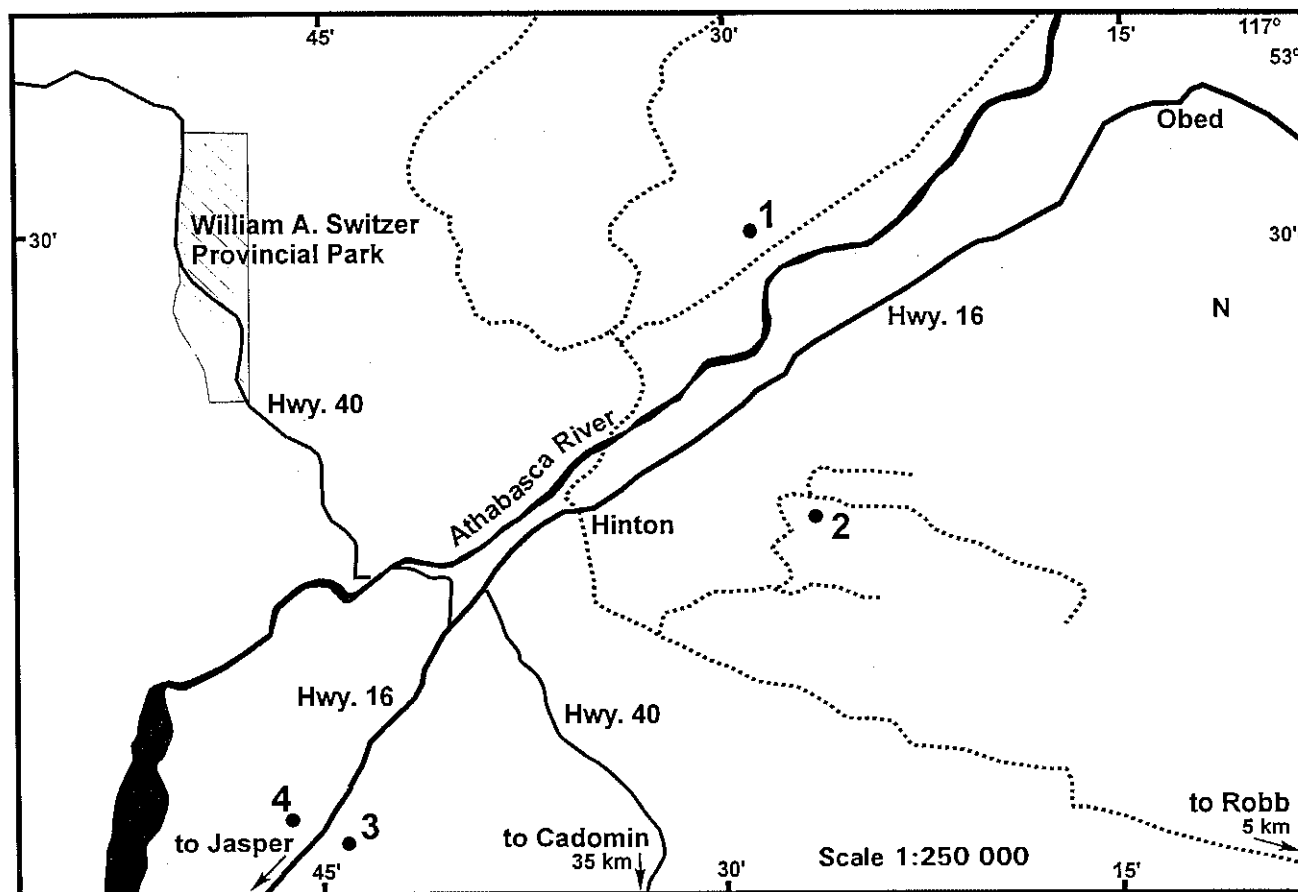 45'
30'
15'
117°
53°
Obed
1
William A. Switzer
Provincial Park
30'
30'
N
Hwy. 16
Hwy. 40
Athabasca River
Hinton
2
Hwy. 16
Hwy. 40
4
3
to Jasper
to Cadomin
35 km
to Robb
5 km
Scale 1:250 000
45'
30'
15'